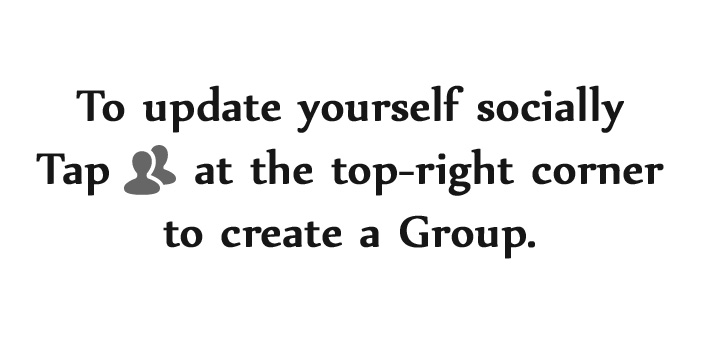 To update yourself socially
Tap at the top-right corner
to create a Group.